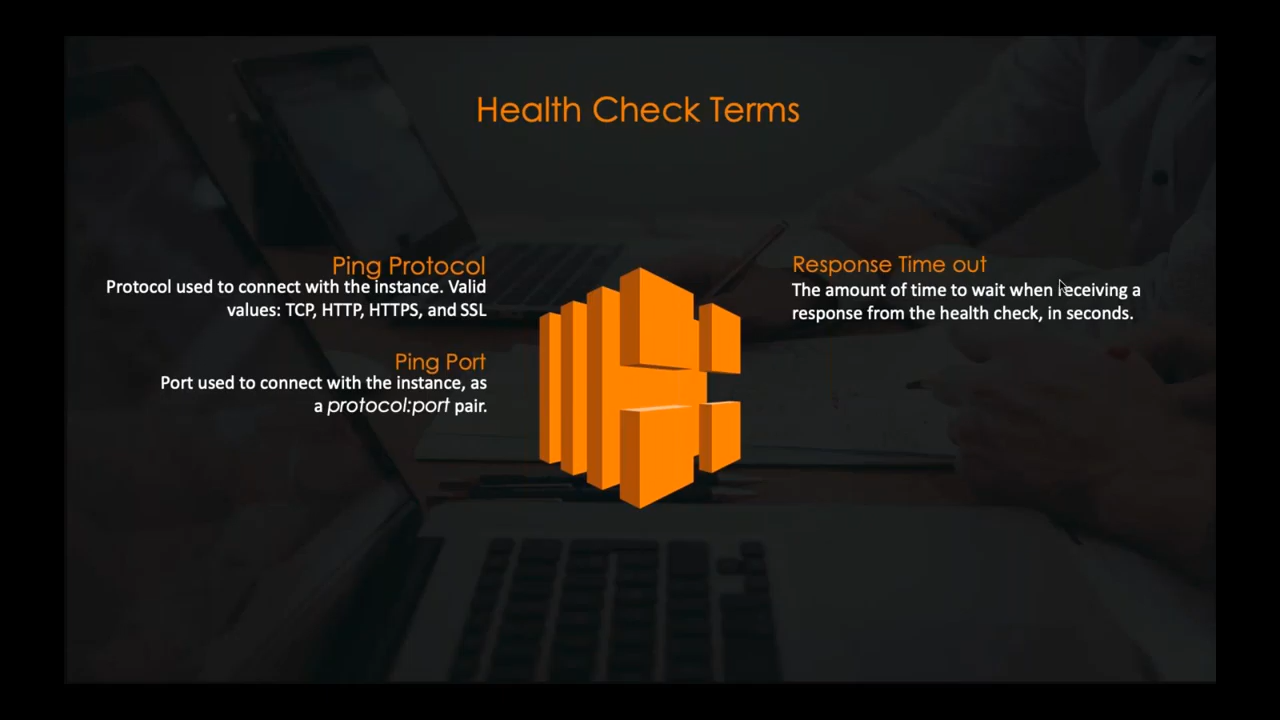 Health Check Terms
Ping Protocol
Protocol used to connect with the instance. Valid
values: TCP, HTTP, HTTPS, and SSL
Ping Port
Port used to connect with the instance, as
a protocol:port pair.
Response Time out
The amount of time to wait when receiving a
response from the health check, in seconds.